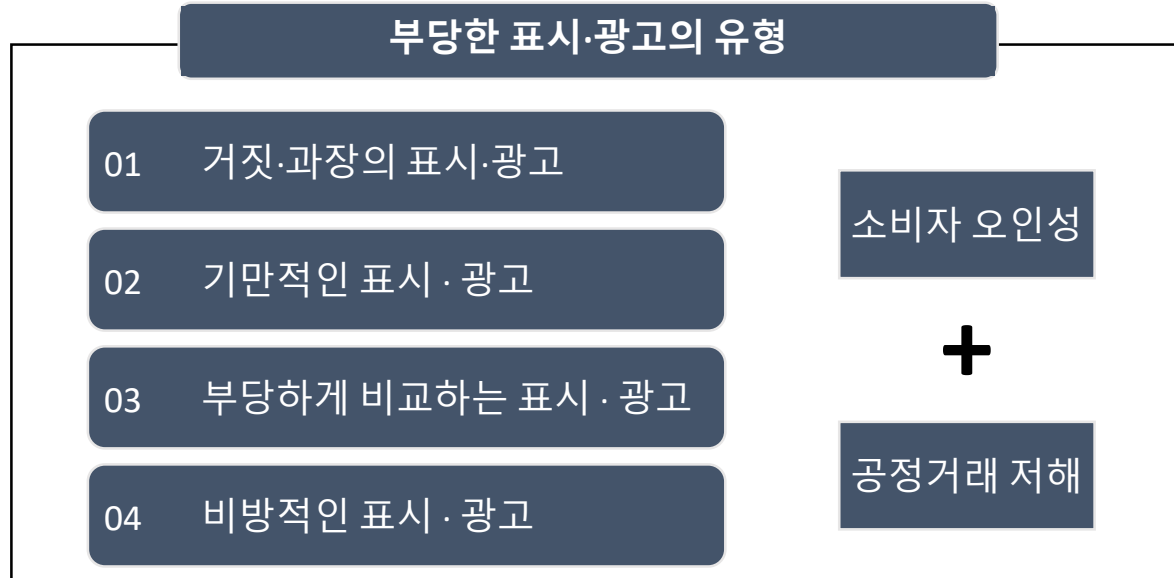 부당한 표시·광고의 유형
01 거짓·과장의 표시·광고
02 기만적인 표시 · 광고
03 부당하게 비교하는 표시 · 광고
04 비방적인 표시 · 광고
소비자 오인성
+
공정거래 저해